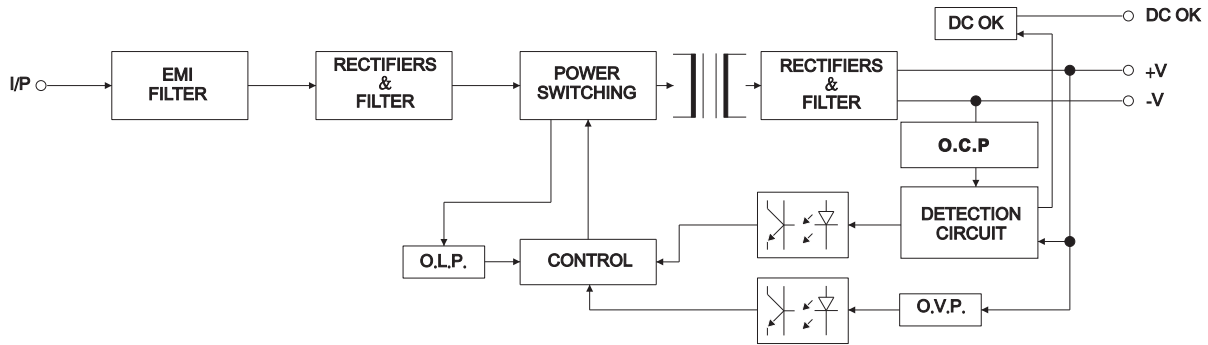 DC OK
DC OK
I/P
EMI
FILTER
RECTIFIERS
&
FILTER
POWER
SWITCHING
RECTIFIERS
&
FILTER
+V
-V
O.C.P
DETECTION
CIRCUIT
O.L.P.
CONTROL
O.V.P.